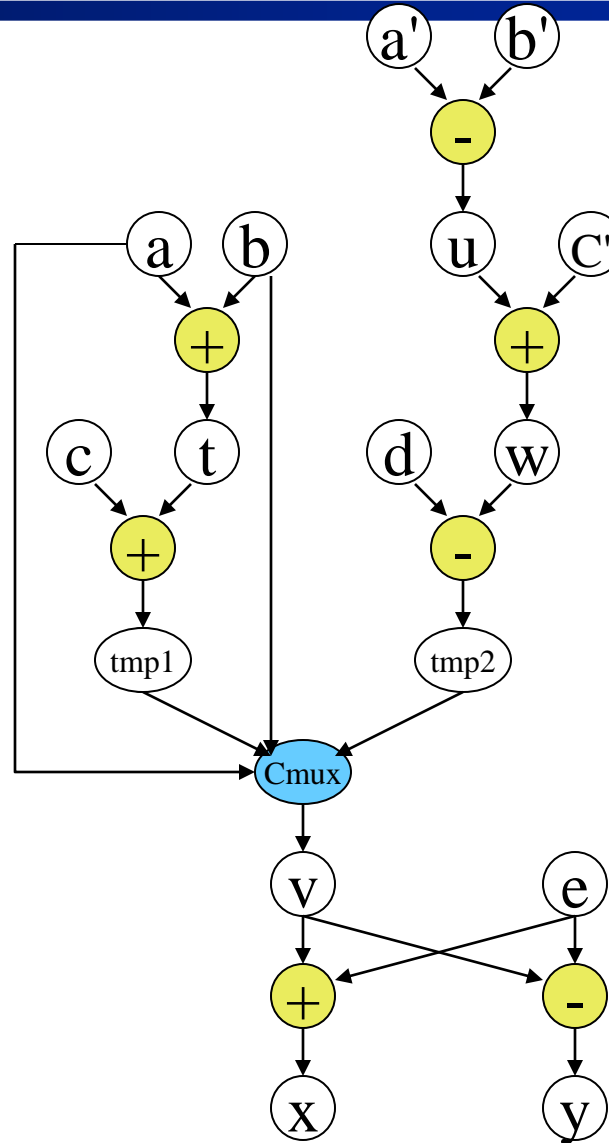 a' b'
-
a b u C'
+ +
c t d w
+ -
tmp1 tmp2
Cmux
v e
+ -
x y